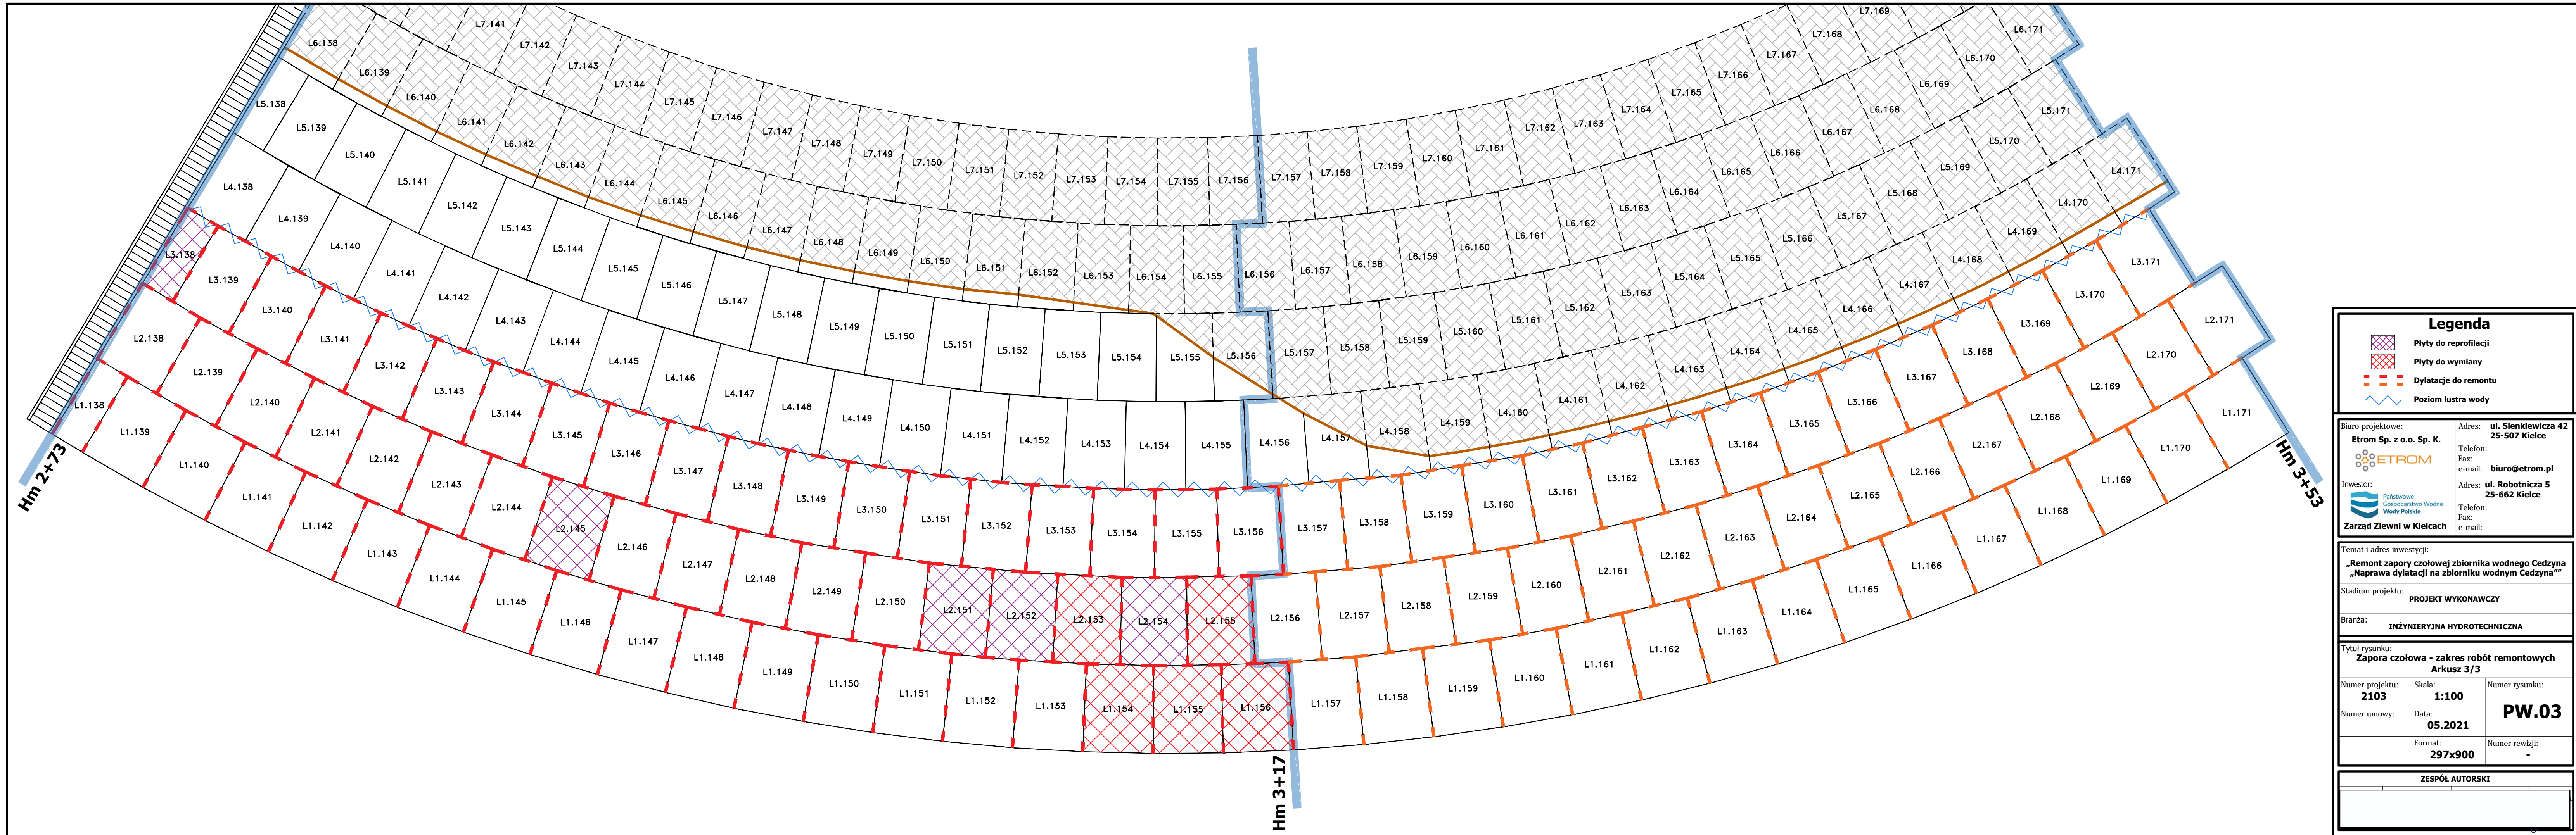 L7.141
L7.142
L7.143
L7.144
L7.145
L7.146
L7.147
L7.148
L7.149
L7.150
L7.151
L7.152
L7.153
L7.154
L7.155
L7.156
L7.157
L7.158
L7.159
L7.160
L7.161
L7.162
L7.163
L7.164
L7.165
L7.166
L7.167
L7.168
L7.169
L6.138
L6.139
L6.140
L6.141
L6.142
L6.143
L6.144
L6.145
L6.146
L6.147
L6.148
L6.149
L6.150
L6.151
L6.152
L6.153
L6.154
L6.155
L6.156
L6.157
L6.158
L6.159
L6.160
L6.161
L6.162
L6.163
L6.164
L6.165
L6.166
L6.167
L6.168
L6.169
L6.170
L6.171
L5.138
L5.139
L5.140
L5.141
L5.142
L5.143
L5.144
L5.145
L5.146
L5.147
L5.148
L5.149
L5.150
L5.151
L5.152
L5.153
L5.154
L5.155
L5.156
L5.157
L5.158
L5.159
L5.160
L5.161
L5.162
L5.163
L5.164
L5.165
L5.166
L5.167
L5.168
L5.169
L5.170
L5.171
L4.138
L4.139
L4.140
L4.141
L4.142
L4.143
L4.144
L4.145
L4.146
L4.147
L4.148
L4.149
L4.150
L4.151
L4.152
L4.153
L4.154
L4.155
L4.156
L4.157
L4.158
L4.159
L4.160
L4.161
L4.162
L4.163
L4.164
L4.165
L4.166
L4.167
L4.168
L4.169
L4.170
L4.171
L3.138
L3.139
L3.140
L3.141
L3.142
L3.143
L3.144
L3.145
L3.146
L3.147
L3.148
L3.149
L3.150
L3.151
L3.152
L3.153
L3.154
L3.155
L3.156
L3.157
L3.158
L3.159
L3.160
L3.161
L3.162
L3.163
L3.164
L3.165
L3.166
L3.167
L3.168
L3.169
L3.170
L3.171
L2.138
L2.139
L2.140
L2.141
L2.142
L2.143
L2.144
L2.145
L2.146
L2.147
L2.148
L2.149
L2.150
L2.151
L2.152
L2.153
L2.154
L2.155
L2.156
L2.157
L2.158
L2.159
L2.160
L2.161
L2.162
L2.163
L2.164
L2.165
L2.166
L2.167
L2.168
L2.169
L2.170
L2.171
L1.138
L1.139
L1.140
L1.141
L1.142
L1.143
L1.144
L1.145
L1.146
L1.147
L1.148
L1.149
L1.150
L1.151
L1.152
L1.153
L1.154
L1.155
L1.156
L1.157
L1.158
L1.159
L1.160
L1.161
L1.162
L1.163
L1.164
L1.165
L1.166
L1.167
L1.168
L1.169
L1.170
L1.171
Hm 2+73
Hm 3+17
Hm 3+53
Legenda
Płyty do reprofilacji
Płyty do wymiany
Dylatacje do remontu
Poziom lustra wody
Biuro projektowe:
Etrom Sp. z o.o. Sp. K.
ETROM
Adres: ul. Sienkiewicza 42
25-507 Kielce
Telefon:
Fax:
e-mail: biuro@etrom.pl
Inwestor:
Państwowe
Gospodarstwo Wodne
Wody Polskie
Zarząd Zlewni w Kielcach
Adres: ul. Robotnicza 5
25-662 Kielce
Telefon:
Fax:
e-mail:
Temat i adres inwestycji:
„Remont zapory czołowej zbiornika wodnego Cedzyna
„Naprawa dylatacji na zbiorniku wodnym Cedzyna””
Stadium projektu:
PROJEKT WYKONAWCZY
Branża:
INŻYNIERYJNA HYDROTECHNICZNA
Tytuł rysunku:
Zapora czołowa - zakres robót remontowych
Arkusz 3/3
Numer projektu:
2103
Skala:
1:100
Numer rysunku:
PW.03
Numer umowy:
Data:
05.2021
Format:
297x900
Numer rewizji:
-
ZESPÓŁ AUTORSKI